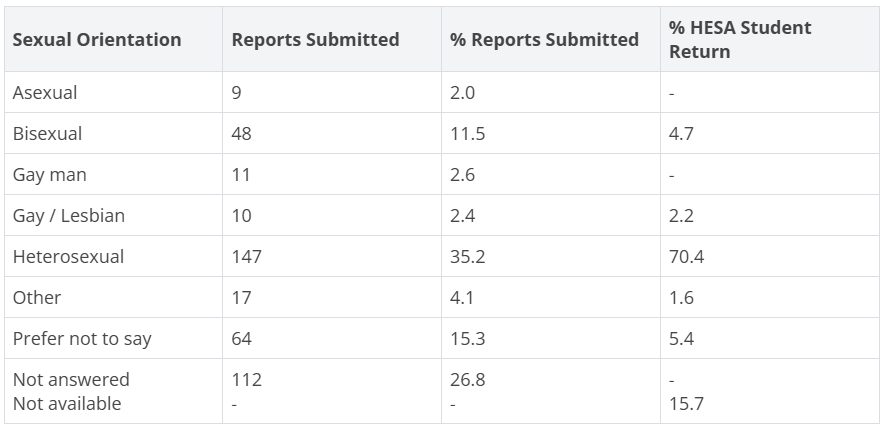 Sexual Orientation Reports Submitted % Reports Submitted % HESA Student Return
Asexual 9 2.0 -
Bisexual 48 11.5 4.7
Gay man 11 2.6 -
Gay / Lesbian 10 2.4 2.2
Heterosexual 147 35.2 70.4
Other 17 4.1 1.6
Prefer not to say 64 15.3 5.4
Not answered 112 26.8 -
Not available - - 15.7